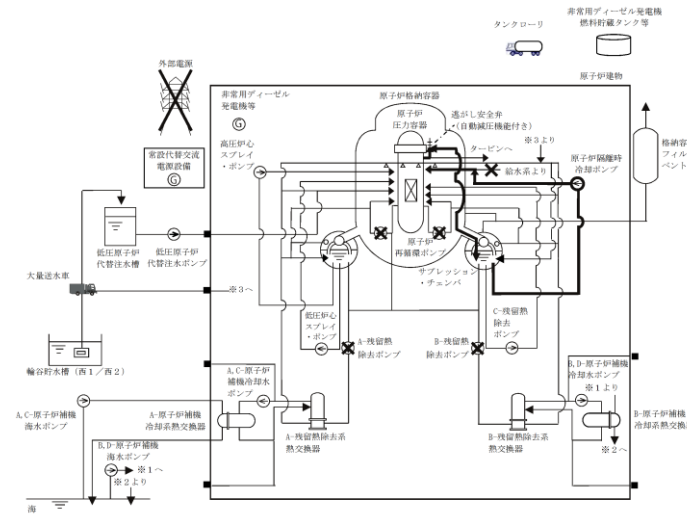 タンクローリ
非常用ディーゼル発電機
燃料貯蔵タンク等
外部電源
原子炉建物
非常用ディーゼル
発電機等
G
原子炉格納容器
原子炉
圧力容器
逃がし安全弁
(自動減圧機能付き)
高圧炉心
スプレイ
・ポンプ
タービンへ
※3より
給水系より
原子炉隔離時
冷却ポンプ
格納容
フィル
ベント
常設代替交流
電源設備
G
低圧原子炉
代替注水槽
低圧原子炉
代替注水ポンプ
原子炉
再循環ポンプ
サプレッション
・チェンバ
大量送水車
※3へ
低圧炉心
スプレイ
・ポンプ
C-残留熱
除去
ポンプ
A-残留熱
除去ポンプ
B-残留熱
除去ポンプ
輪谷貯水槽(西1/西2)
A,C-原子炉
補機冷却水
ポンプ
B,D-原子炉補機
冷却水ポンプ
※1より
A,C-原子炉補機
海水ポンプ
A-原子炉補機
冷却系熱交換器
B-原子炉補機
冷却系熱交換
B,D-原子炉補機
海水ポンプ
※1へ
※2より
A-残留熱除去系
熱交換器
B-残留熱除去系
熱交換器
※2へ
海